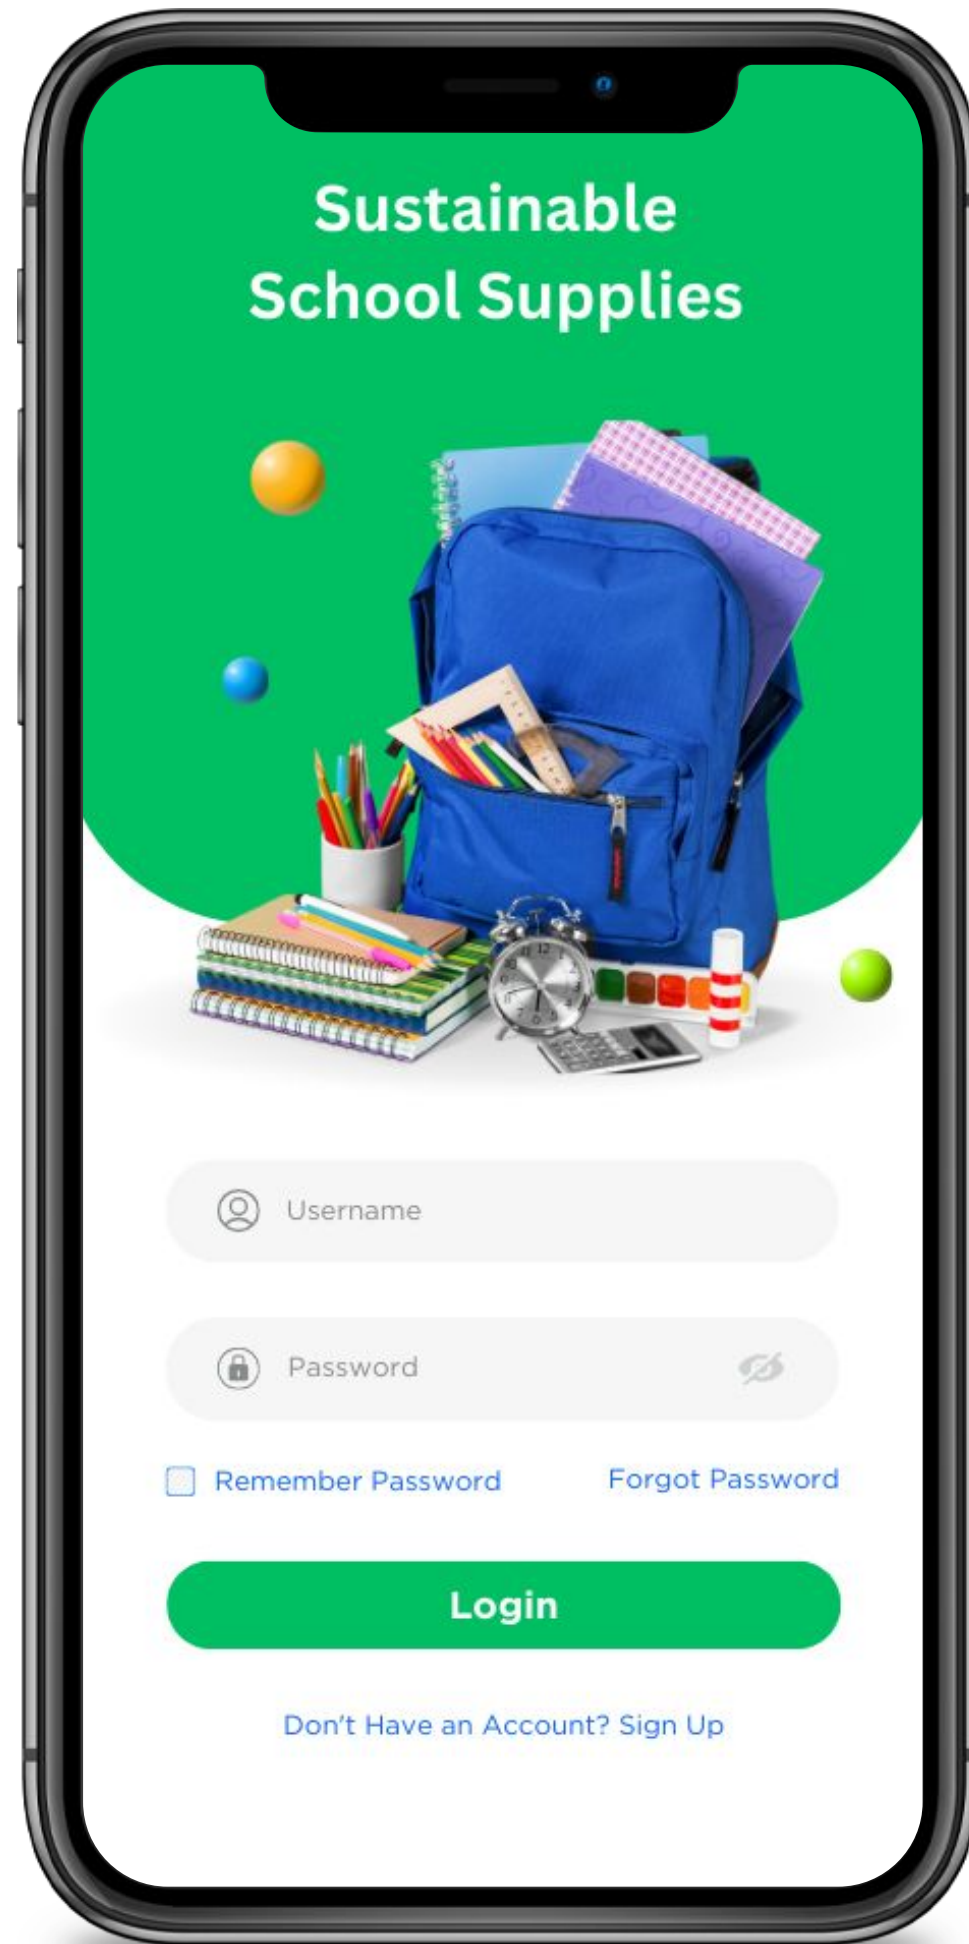 Sustainable
School Supplies
Username
Password
Remember Password
Forgot Password
Login
Don't Have an Account? Sign Up